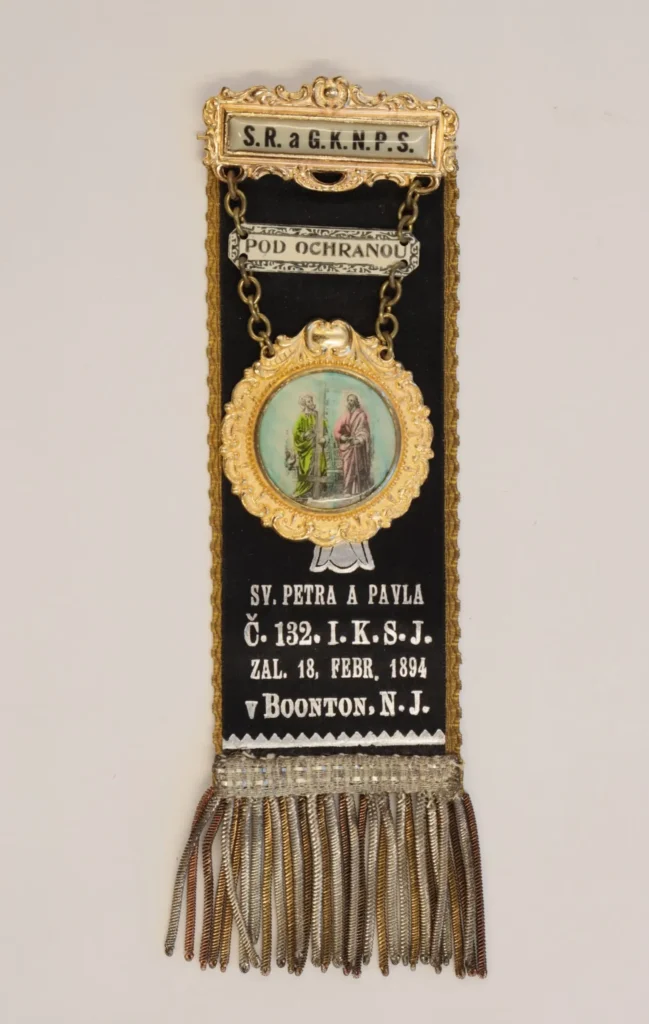 S.R. a G.K.N.P.S.
POD OCHRANOU
SV. PETRA A PAVLA
Č. 132. I. K. S. J.
ZAL. 18, FEBR, 1894
v BOONTON, N. J.